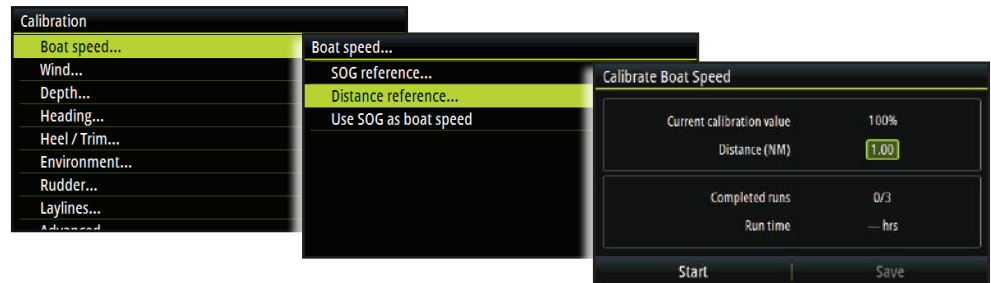 Calibration
Boat speed...
Wind...
Depth...
Heading...
Heel / Trim...
Environment...
Rudder...
Laylines...
Advanced
Boat speed...
SOG reference...
Distance reference...
Use SOG as boat speed
Calibrate Boat Speed
Current calibration value 100%
Distance (NM) 1.00
Completed runs 0/3
Run time --- hrs
Start Save